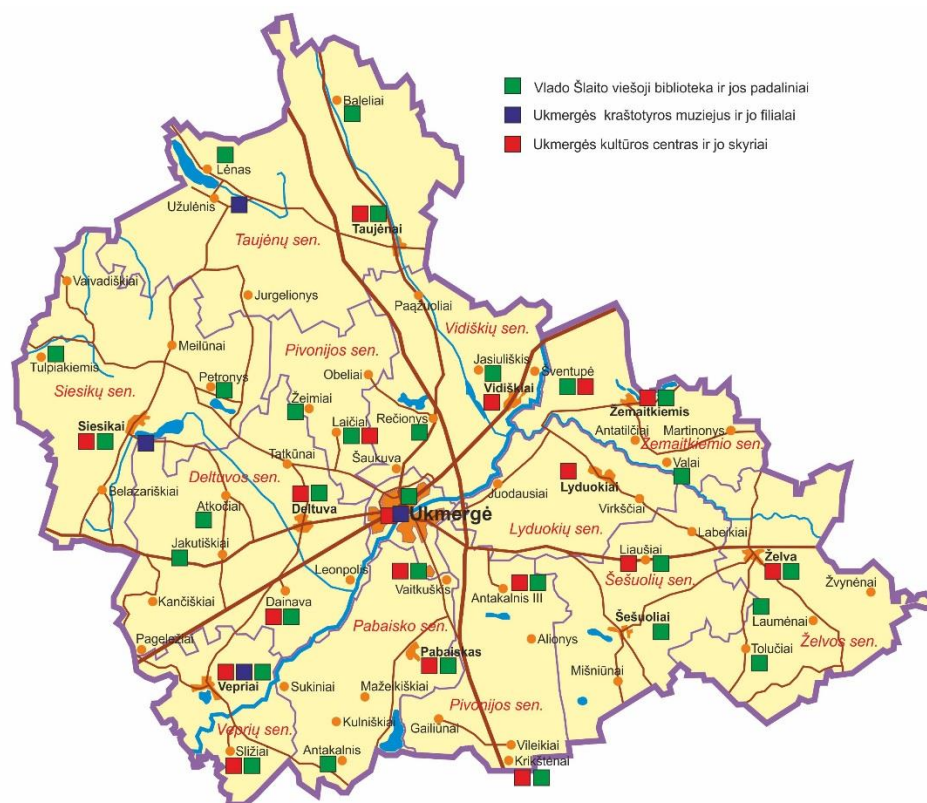 Vlado Šlaito viešoji biblioteka ir jos padaliniai
Ukmergės kraštotyros muziejus ir jo filialai
Ukmergės kultūros centras ir jo skyriai
Baleliai
Lėnas
Užulėnis
Taujėnai
Taujėnų sen.
Vaivadiškiai
Jurgelionys
Paąžuoliai
Vidiškių sen.
Meilūnai
Pivonijos sen.
Tulpiakiemis
Obeliai
Jasiuliškis
Sventupė
Petronys
Siesikų sen.
Vidiškiai
Žeimiai
Žemaitkiemis
Siesikai
Laičiai
Rečionys
Antatilčiai
Martinonys
Žemaitkiemio sen.
Šaukuva
Tatkūnai
Valai
Deltuvos sen.
Lyduokiai
Belazariškiai
Juodausiai
Atkočiai
Virkščiai
Deltuva
Ukmergė
Lyduokių sen.
Labeikiai
Jakutiškiai
Liaušiai
Želva
Leonpolis
Šešuolių sen.
Žvynėnai
Vaitkuškis
Antakalnis III
Kančiškiai
Dainava
Šešuoliai
Laumėnai
Pabaisko sen.
Alionys
Želvos sen.
Pageležiai
Tolučiai
Pabaiskas
Mišniūnai
Vepriai
Sukiniai
Mažeikiškiai
Pivonijos sen.
Veprių sen.
Kulniškiai
Gailiūnai
Sližiai
Antakalnis
Vileikiai
Krikštėnai